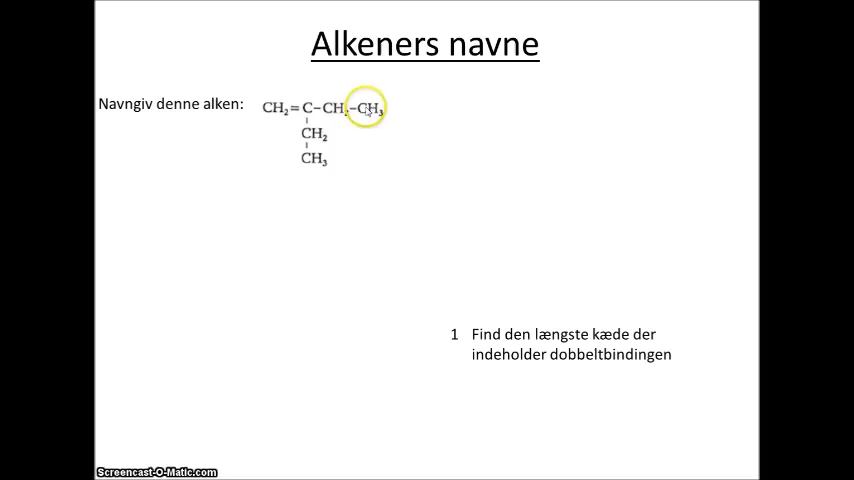 Alkeners navne
Navngiv denne alken: CH₂=C–CH₂–CH₃
CH₂
CH₃
1 Find den længste kæde der
indeholder dobbeltbindingen
Screencast-O-Matic.com